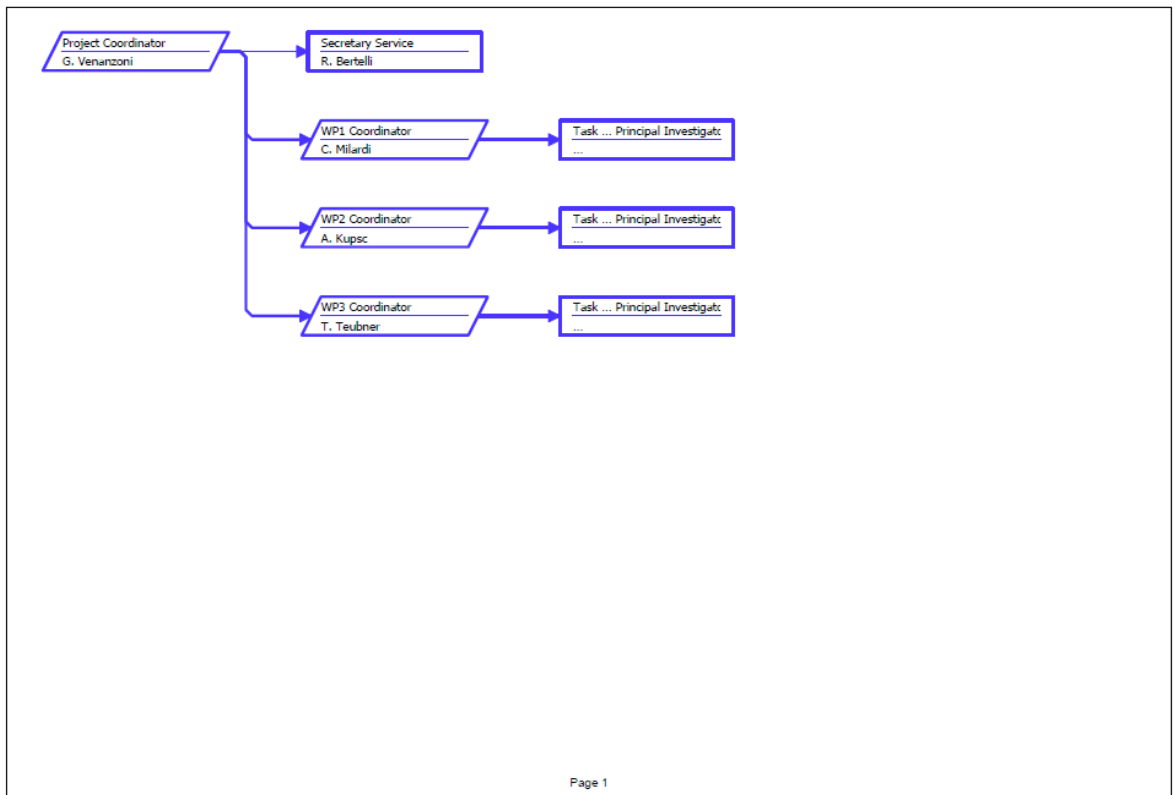 Project Coordinator
G. Venanzoni
Secretary Service
R. Bertelli
WP1 Coordinator
C. Milardi
Task ... Principal Investigato
...
WP2 Coordinator
A. Kupsc
Task ... Principal Investigato
...
WP3 Coordinator
T. Teubner
Task ... Principal Investigato
...
Page 1